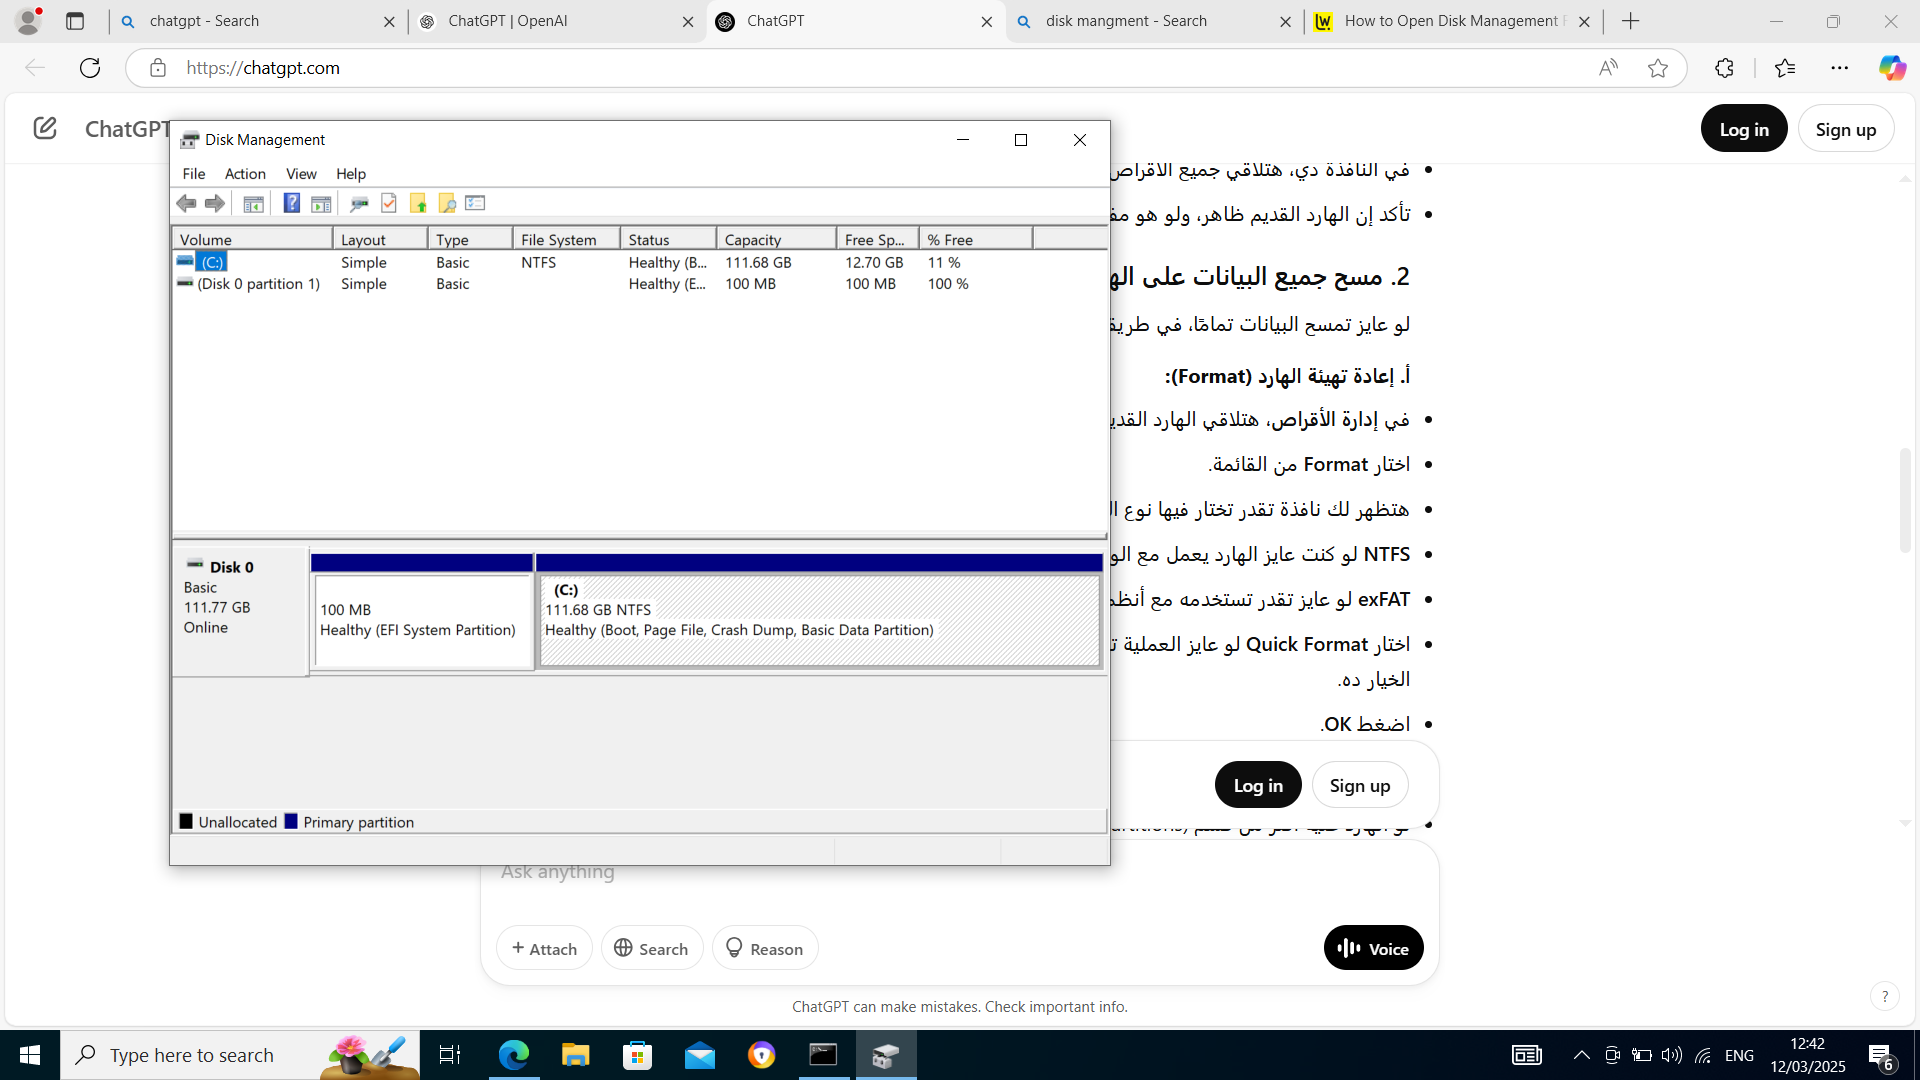 chatgpt - Search
ChatGPT | OpenAI
ChatGPT
disk mangment - Search
How to Open Disk Management
https://chatgpt.com
ChatGPT
Log in
Sign up
Disk Management
File Action View Help
Volume Layout Type File System Status Capacity Free Sp... % Free
(C:) Simple Basic NTFS Healthy (B... 111.68 GB 12.70 GB 11 %
(Disk 0 partition 1) Simple Basic Healthy (E... 100 MB 100 MB 100 %
Disk 0
Basic
111.77 GB
Online
100 MB
Healthy (EFI System Partition)
(C:)
111.68 GB NTFS
Healthy (Boot, Page File, Crash Dump, Basic Data Partition)
Unallocated Primary partition
في النافذة دي، هتلاقي جميع الأقراص
تأكد إن الهارد القديم ظاهر، ولو هو
2. مسح جميع البيانات على
لو عايز تمسح البيانات تمامًا، في
أ. إعادة تهيئة الهارد (Format):
في إدارة الأقراص، هتلاقي الهارد
اختار Format من القائمة.
هتظهر لك نافذة تقدر تختار فيها نوع
NTFS لو كنت عايز الهارد يعمل مع
exFAT لو عايز تقدر تستخدمه مع
اختار Quick Format لو عايز العملية
الخيار ده.
اضغط OK.
Log in
Sign up
Ask anything
Attach
Search
Reason
Voice
ChatGPT can make mistakes. Check important info.
?
Type here to search
ENG
12:42
12/03/2025
6